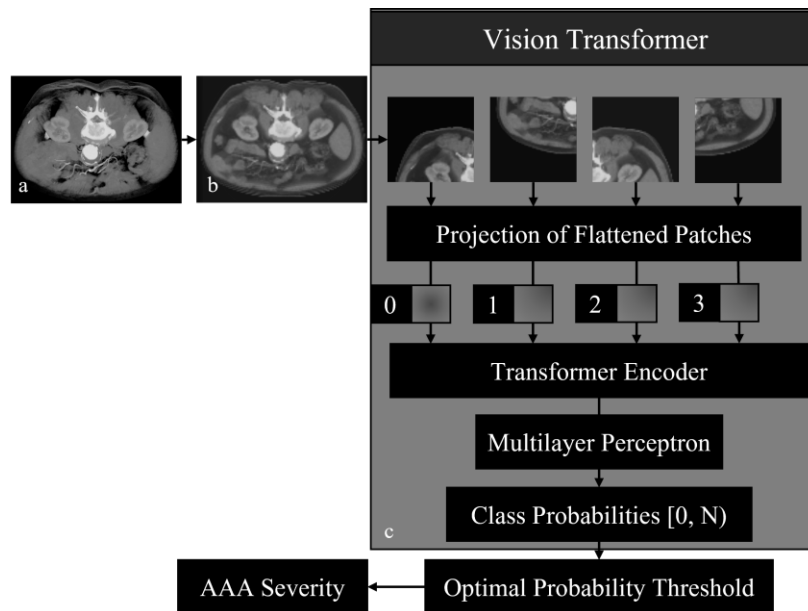 Vision Transformer
a
b
Projection of Flattened Patches
0
1
2
3
Transformer Encoder
Multilayer Perceptron
Class Probabilities [0, N)
c
AAA Severity
Optimal Probability Threshold